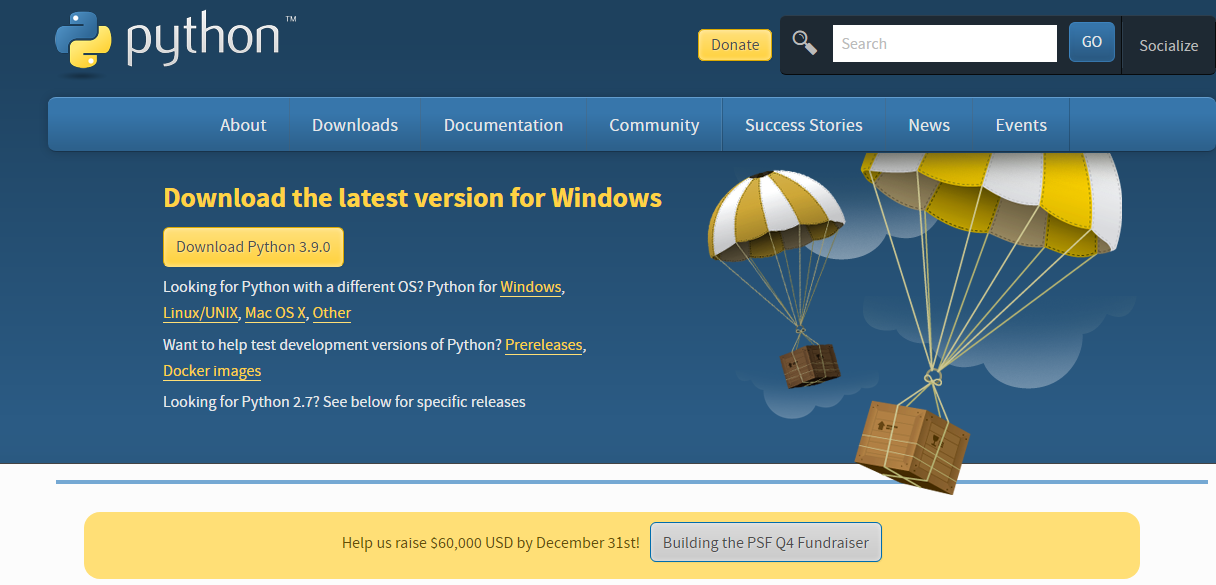 python™
Donate
Search
GO
Socialize
About
Downloads
Documentation
Community
Success Stories
News
Events
Download the latest version for Windows
Download Python 3.9.0
Looking for Python with a different OS? Python for Windows,
Linux/UNIX, Mac OS X, Other
Want to help test development versions of Python? Prereleases,
Docker images
Looking for Python 2.7? See below for specific releases
Help us raise $60,000 USD by December 31st!
Building the PSF Q4 Fundraiser